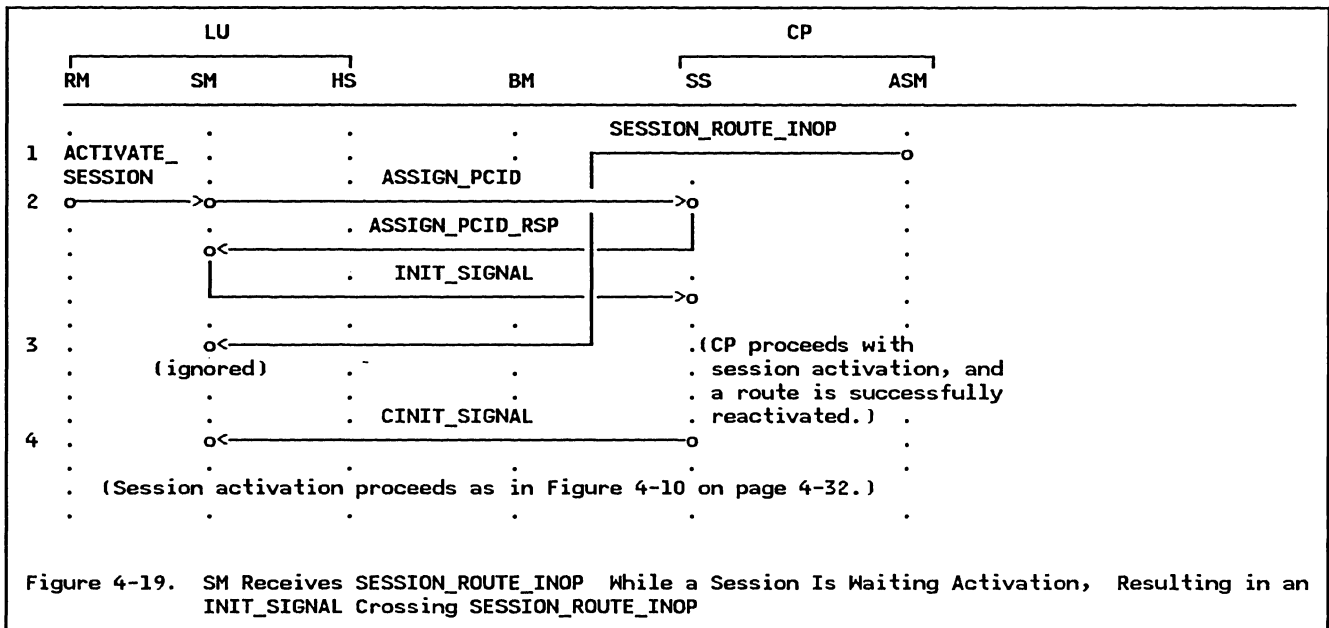 LU CP
RM SM HS BM SS ASM
SESSION_ROUTE_INOP
1 ACTIVATE_
SESSION ASSIGN_PCID
2
ASSIGN_PCID_RSP
INIT_SIGNAL
3 (CP proceeds with
(ignored) session activation, and
a route is successfully
CINIT_SIGNAL reactivated.)
4
(Session activation proceeds as in Figure 4-10 on page 4-32.)
Figure 4-19. SM Receives SESSION_ROUTE_INOP While a Session Is Waiting Activation, Resulting in an
INIT_SIGNAL Crossing SESSION_ROUTE_INOP